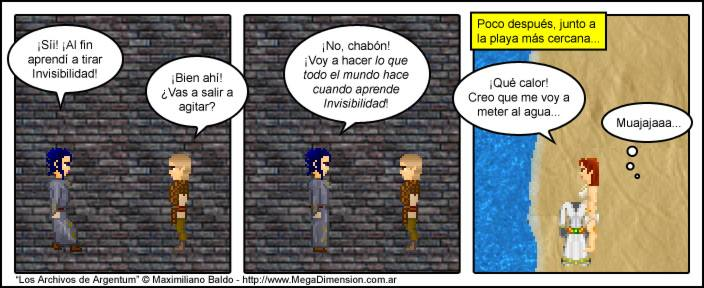 ¡Síi! ¡Al fin
aprendí a tirar
Invisibilidad!
¡Bien ahí!
¿Vas a salir a
agitar?
¡No, chabón!
¡Voy a hacer lo que
todo el mundo hace
cuando aprende
Invisibilidad!
Poco después, junto a
la playa más cercana...
¡Qué calor!
Creo que me voy a
meter al agua...
Muajajaaa...
"Los Archivos de Argentum" © Maximiliano Baldo - http://www.MegaDimension.com.ar